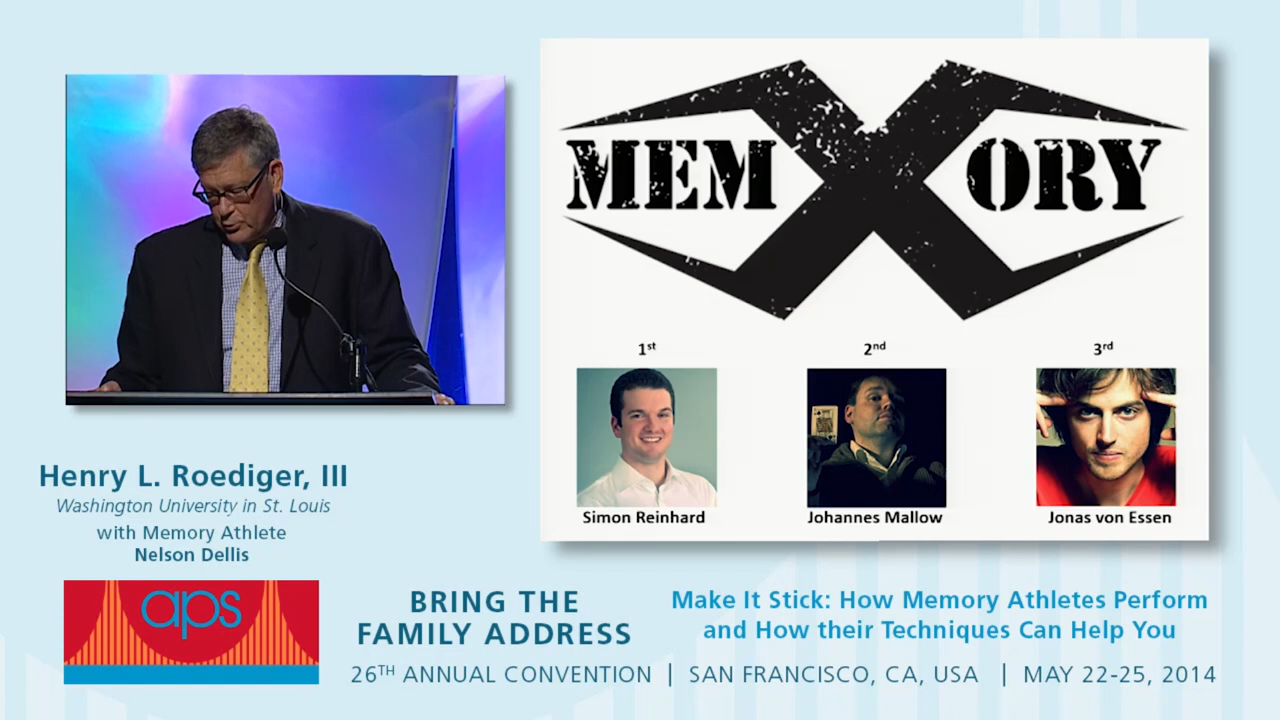 MEM X ORY
1st
2nd
3rd
Simon Reinhard
Johannes Mallow
Jonas von Essen
Henry L. Roediger, III
Washington University in St. Louis
with Memory Athlete
Nelson Dellis
aps
BRING THE
FAMILY ADDRESS
Make It Stick: How Memory Athletes Perform
and How their Techniques Can Help You
26TH ANNUAL CONVENTION | SAN FRANCISCO, CA, USA | MAY 22-25, 2014